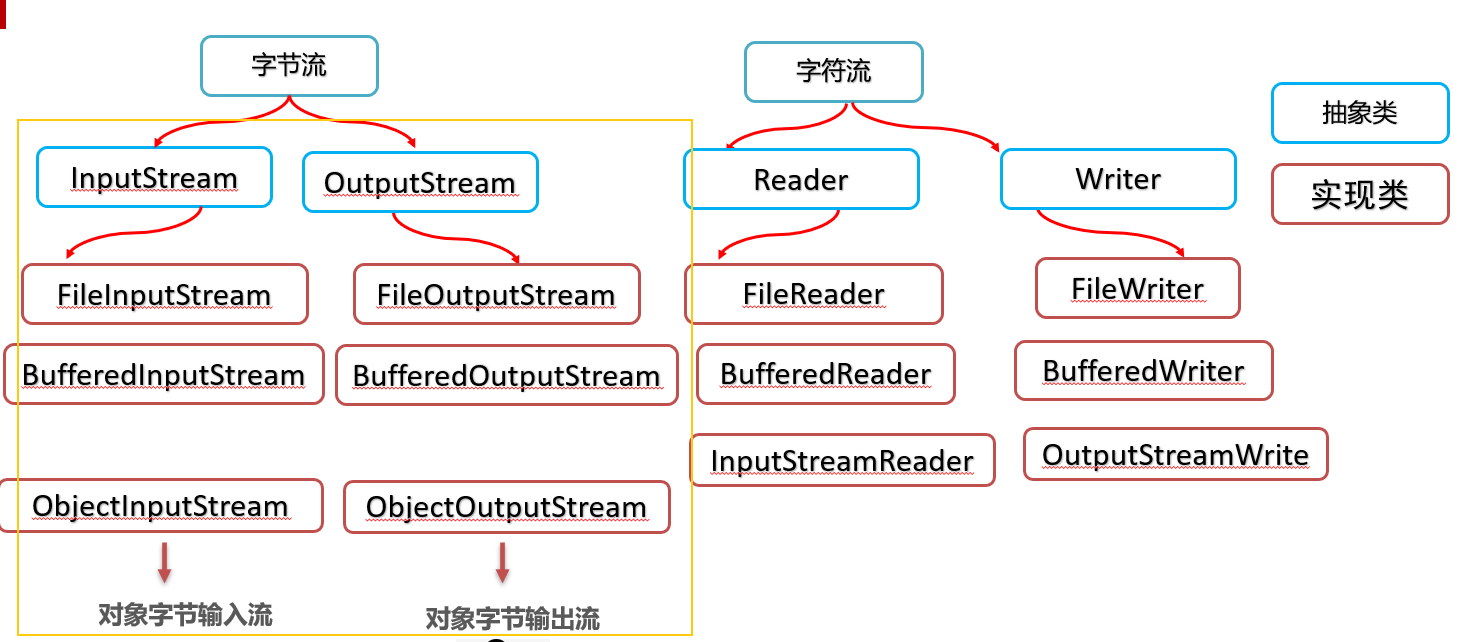 字节流
字符流
抽象类
InputStream
OutputStream
Reader
Writer
实现类
FileInputStream
FileOutputStream
FileReader
FileWriter
BufferedInputStream
BufferedOutputStream
BufferedReader
BufferedWriter
InputStreamReader
OutputStreamWrite
ObjectInputStream
ObjectOutputStream
对象字节输入流
对象字节输出流